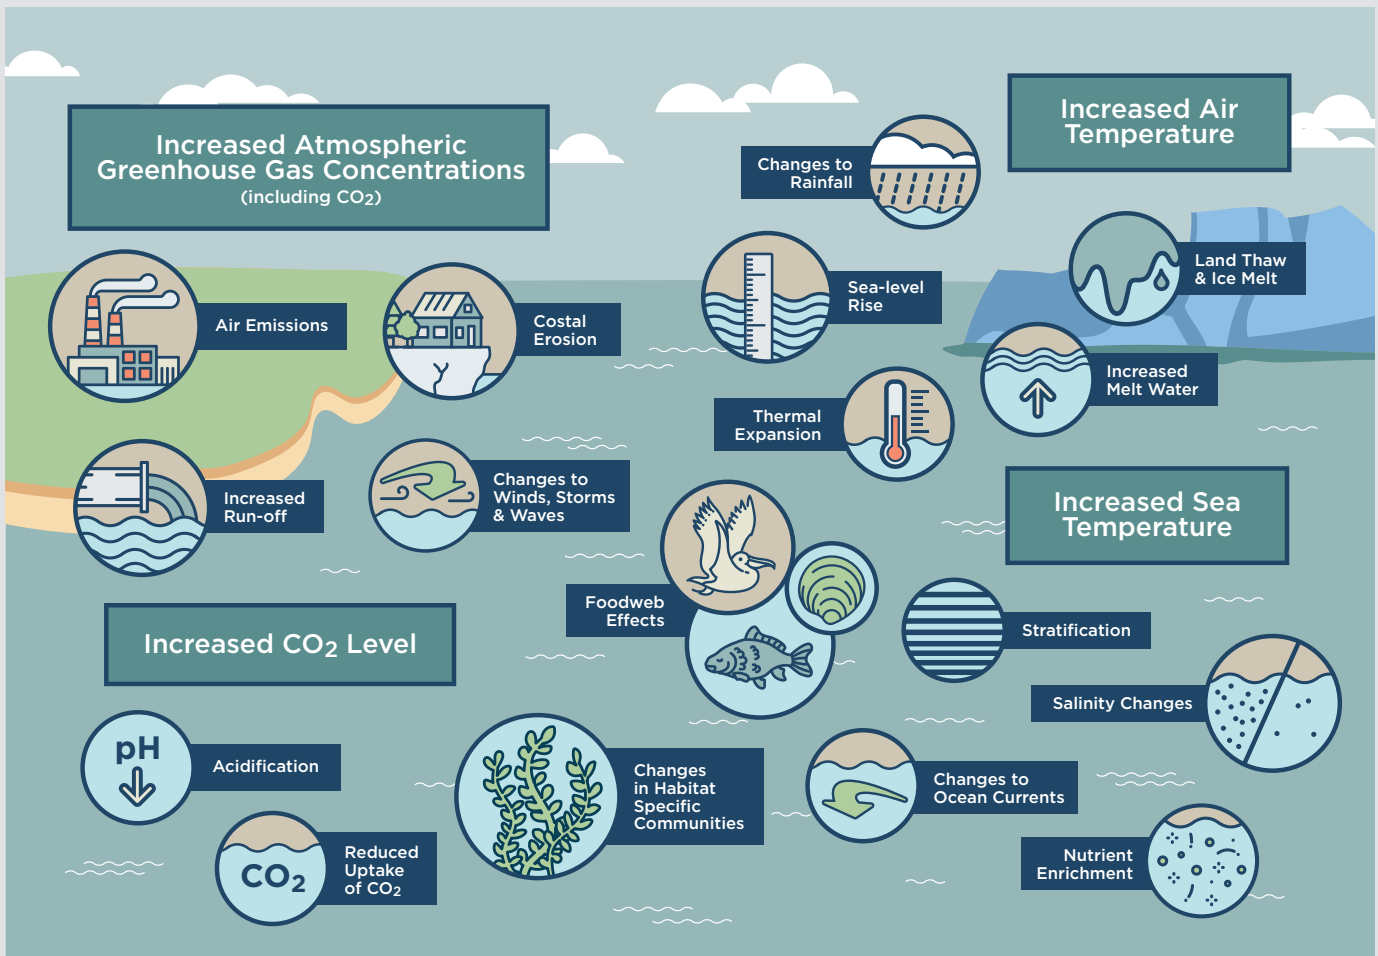 Increased Atmospheric
Greenhouse Gas Concentrations
(including CO2)
Increased Air
Temperature
Changes to
Rainfall
Land Thaw
& Ice Melt
Sea-level
Rise
Air Emissions
Costal
Erosion
Increased
Melt Water
Thermal
Expansion
Increased
Run-off
Changes to
Winds, Storms
& Waves
Increased Sea
Temperature
Foodweb
Effects
Increased CO2 Level
Stratification
Salinity Changes
pH
Acidification
Changes
in Habitat
Specific
Communities
Changes to
Ocean Currents
CO2
Reduced
Uptake
of CO2
Nutrient
Enrichment